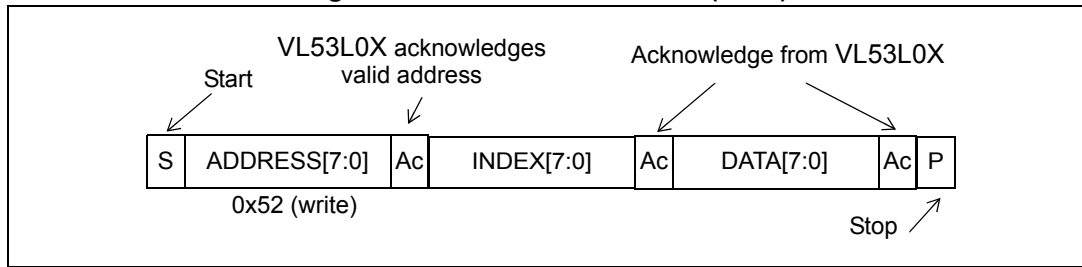 VL53L0X acknowledges
valid address
Acknowledge from VL53L0X
Start
S ADDRESS[7:0] Ac INDEX[7:0] Ac DATA[7:0] Ac P
0x52 (write)
Stop